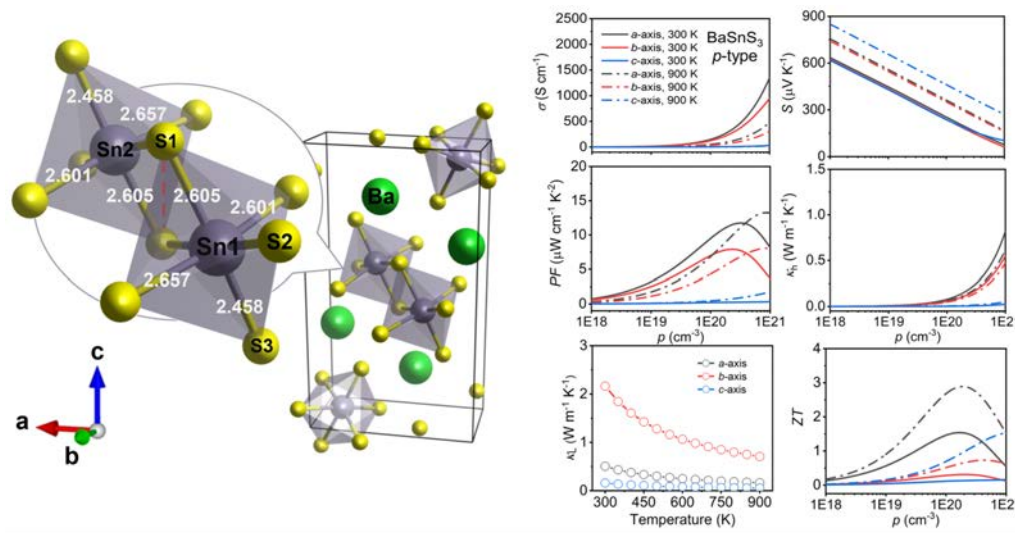 2.458
2.657
S1
Sn2
2.601
2.605
2.605
2.601
Sn1
S2
2.657
2.458
S3
Ba
c
a
b
σ (S cm⁻¹)
2500
2000
1500
1000
500
0
a-axis, 300 K
b-axis, 300 K
c-axis, 300 K
a-axis, 900 K
b-axis, 900 K
c-axis, 900 K
BaSnS₃
p-type
S (μV K⁻¹)
900
600
300
0
PF (μW cm⁻¹ K⁻²)
20
15
10
5
0
1E18 1E19 1E20 1E21
p (cm⁻³)
κₕ (W m⁻¹ K⁻¹)
1.5
1.0
0.5
0.0
1E18 1E19 1E20 1E2
p (cm⁻³)
κL (W m⁻¹ K⁻¹)
3
2
1
0
a-axis
b-axis
c-axis
300 450 600 750 900
Temperature (K)
ZT
4
3
2
1
0
1E18 1E19 1E20 1E2
p (cm⁻³)